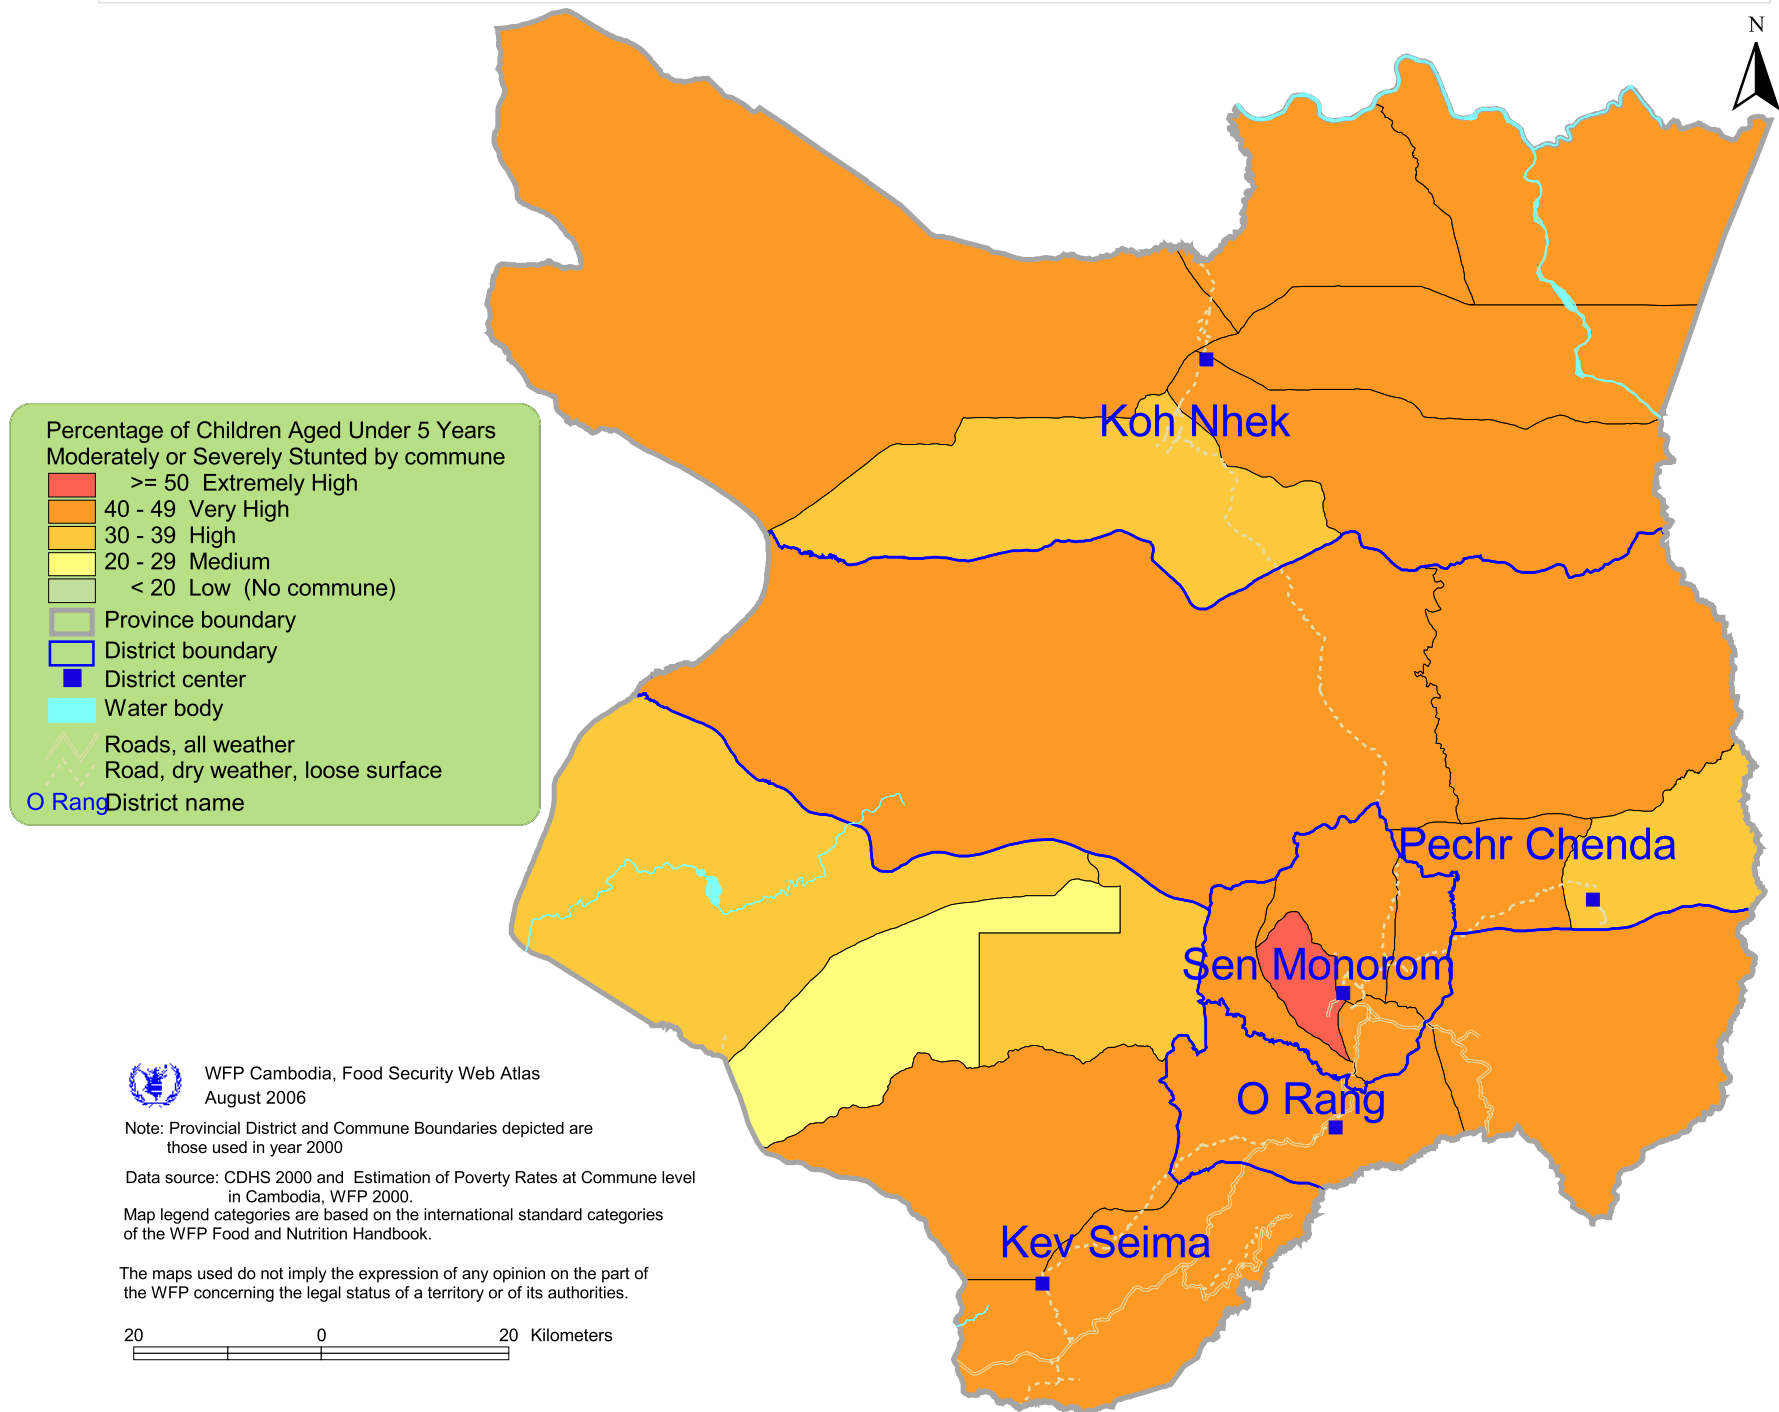 N
Koh Nhek
Percentage of Children Aged Under 5 Years
Moderately or Severely Stunted by commune
>= 50 Extremely High
40 - 49 Very High
30 - 39 High
20 - 29 Medium
< 20 Low (No commune)
Province boundary
District boundary
District center
Water body
Roads, all weather
Road, dry weather, loose surface
O Rang District name
Pechr Chenda
Sen Monorom
O Rang
Kev Seima
WFP Cambodia, Food Security Web Atlas
August 2006
Note: Provincial District and Commune Boundaries depicted are
those used in year 2000
Data source: CDHS 2000 and Estimation of Poverty Rates at Commune level
in Cambodia, WFP 2000.
Map legend categories are based on the international standard categories
of the WFP Food and Nutrition Handbook.
The maps used do not imply the expression of any opinion on the part of
the WFP concerning the legal status of a territory or of its authorities.
20 0 20 Kilometers